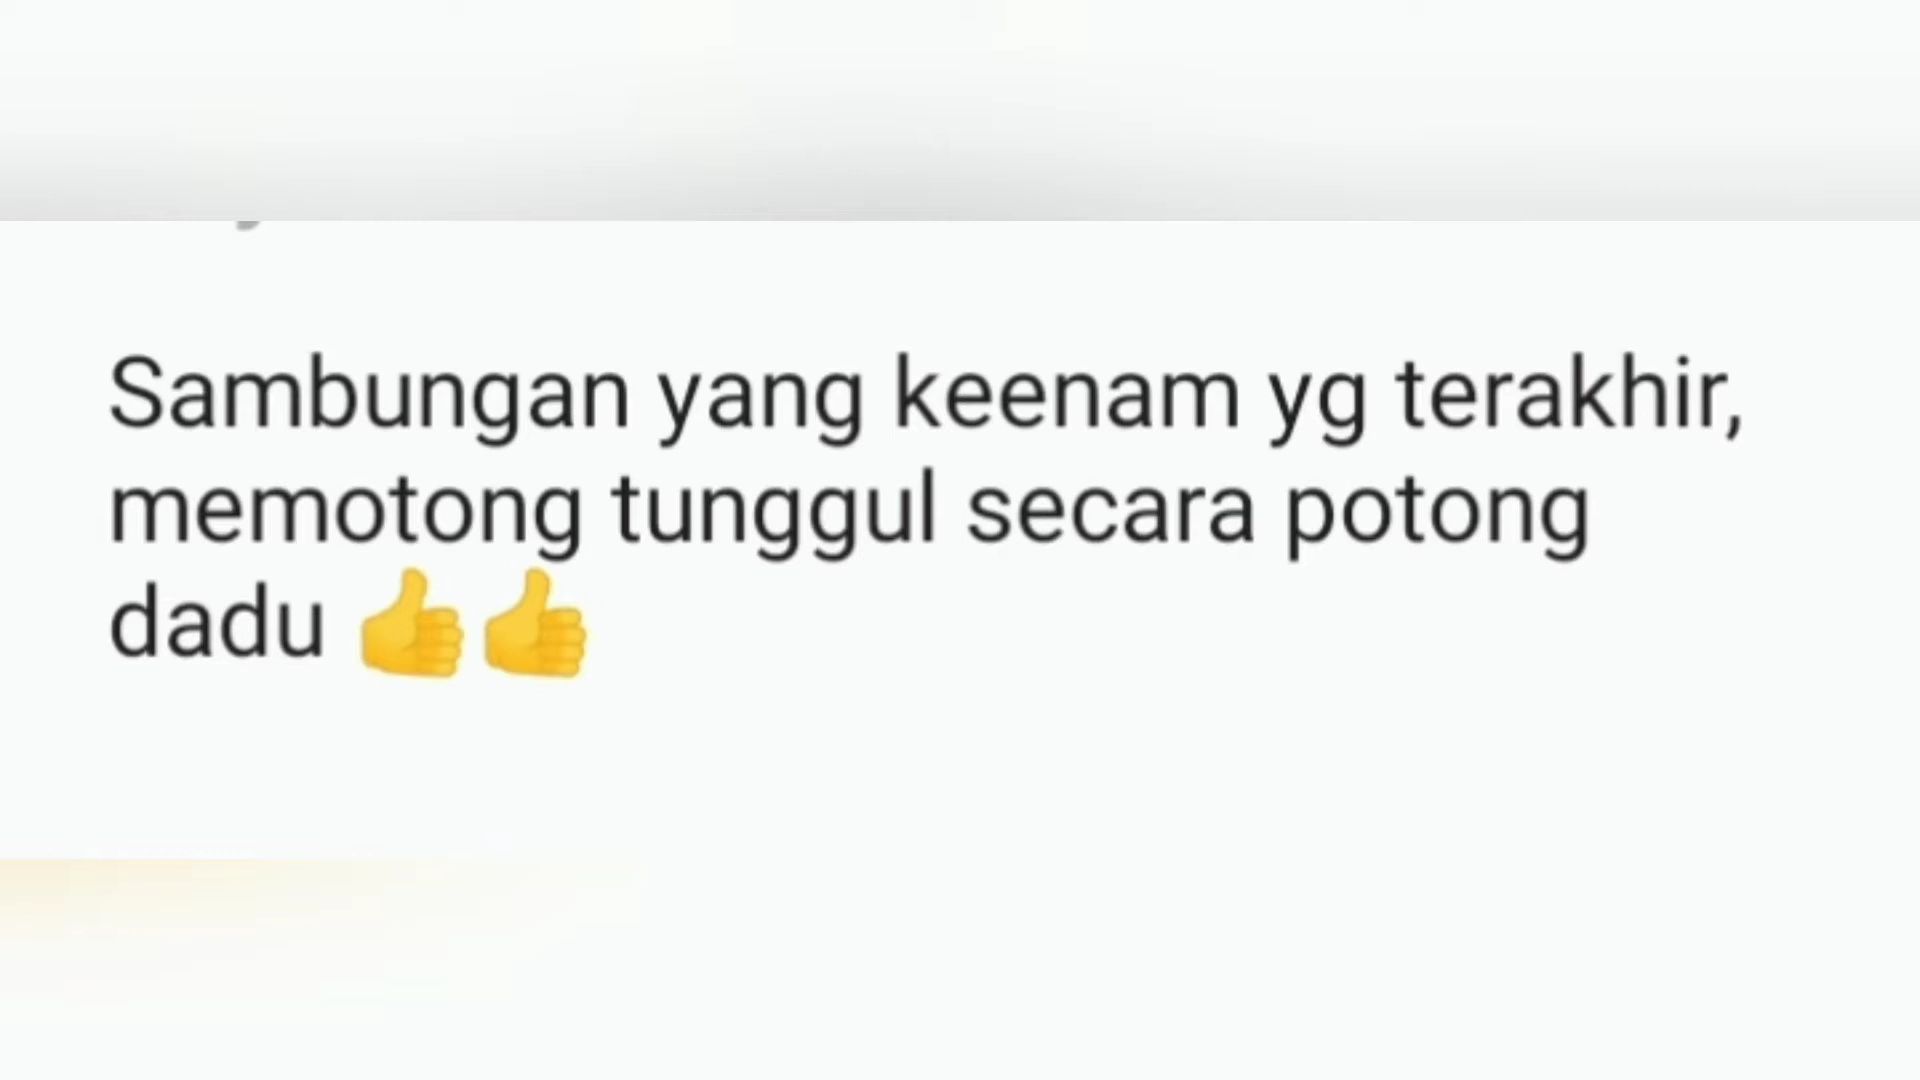 Sambungan yang keenam yg terakhir,
memotong tunggul secara potong
dadu 👍👍